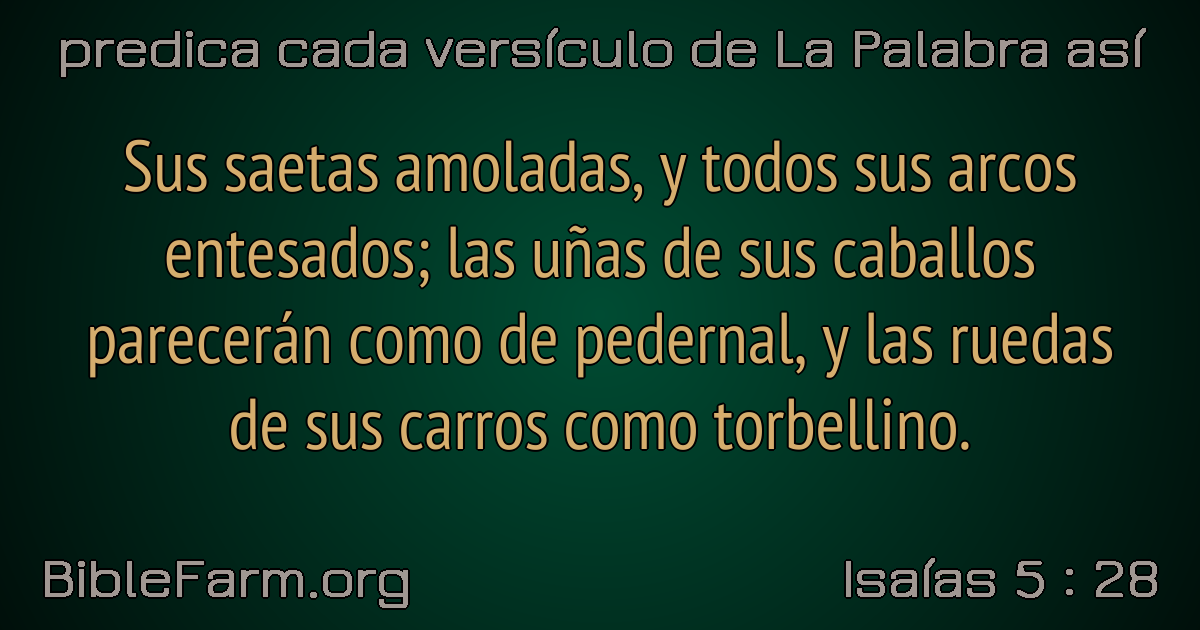 predica cada versículo de La Palabra así
Sus saetas amoladas, y todos sus arcos
entesados; las uñas de sus caballos
parecerán como de pedernal, y las ruedas
de sus carros como torbellino.
BibleFarm.org
Isaías 5 : 28